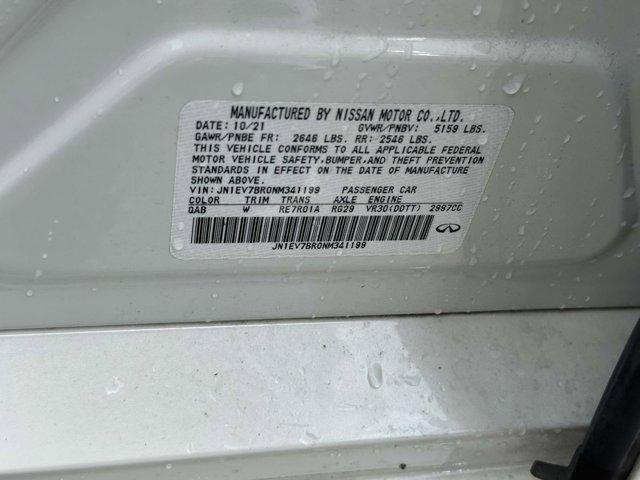 MANUFACTURED BY NISSAN MOTOR CO.,LTD.
DATE: 10/21 GVWR/PNBV: 5159 LBS.
GAWR/PNBE FR: 2646 LBS. RR: 2546 LBS.
THIS VEHICLE CONFORMS TO ALL APPLICABLE FEDERAL
MOTOR VEHICLE SAFETY, BUMPER, AND THEFT PREVENTION
STANDARDS IN EFFECT ON THE DATE OF MANUFACTURE
SHOWN ABOVE.
VIN: JN1EV7BR0NM341199 PASSENGER CAR
COLOR TRIM TRANS AXLE ENGINE
QAB W RE7R01A RG29 VR30(DDTT) 2997CC
JN1EV7BR0NM341199